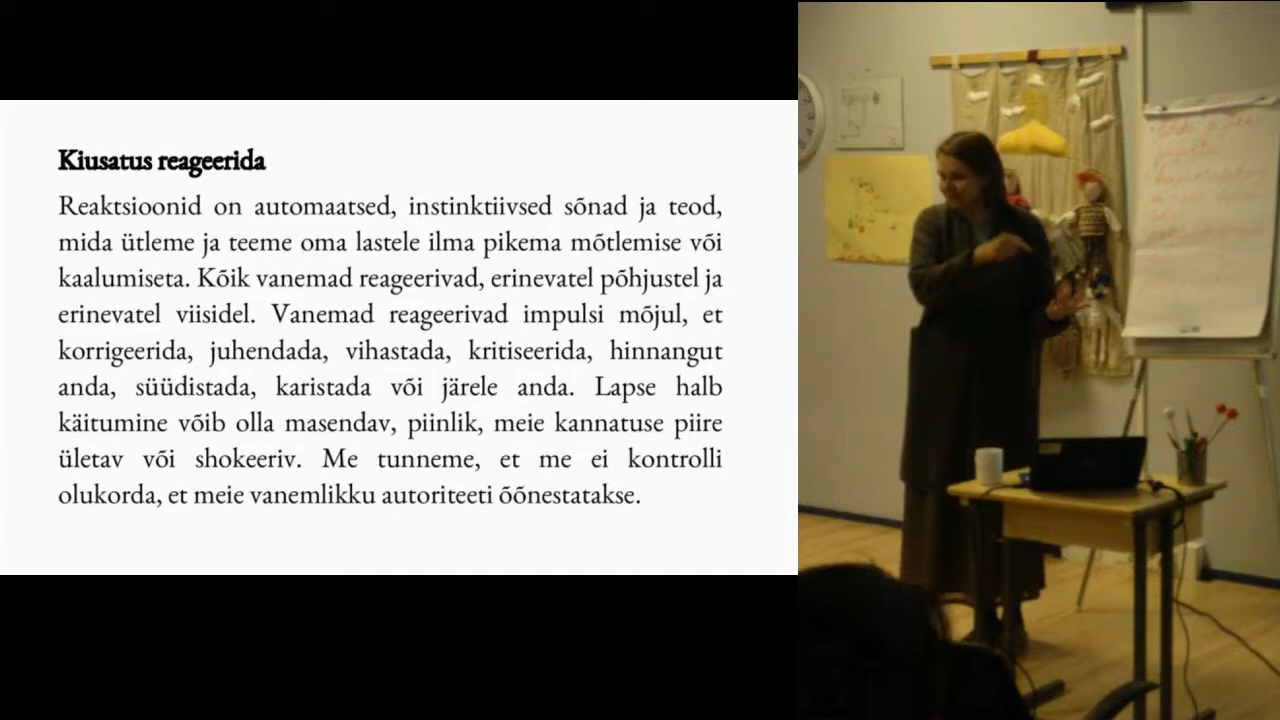 Kiusatus reageerida
Reaktsioonid on automaatsed, instinktiivsed sõnad ja teod,
mida ütleme ja teeme oma lastele ilma pikema mõtlemise või
kaalumiseta. Kõik vanemad reageerivad, erinevatel põhjustel ja
erinevatel viisidel. Vanemad reageerivad impulsi mõjul, et
korrigeerida, juhendada, vihastada, kritiseerida, hinnangut
anda, süüdistada, karistada või järele anda. Lapse halb
käitumine võib olla masendav, piinlik, meie kannatuse piire
ületav või shokeeriv. Me tunneme, et me ei kontrolli
olukorda, et meie vanemlikku autoriteeti õõnestatakse.